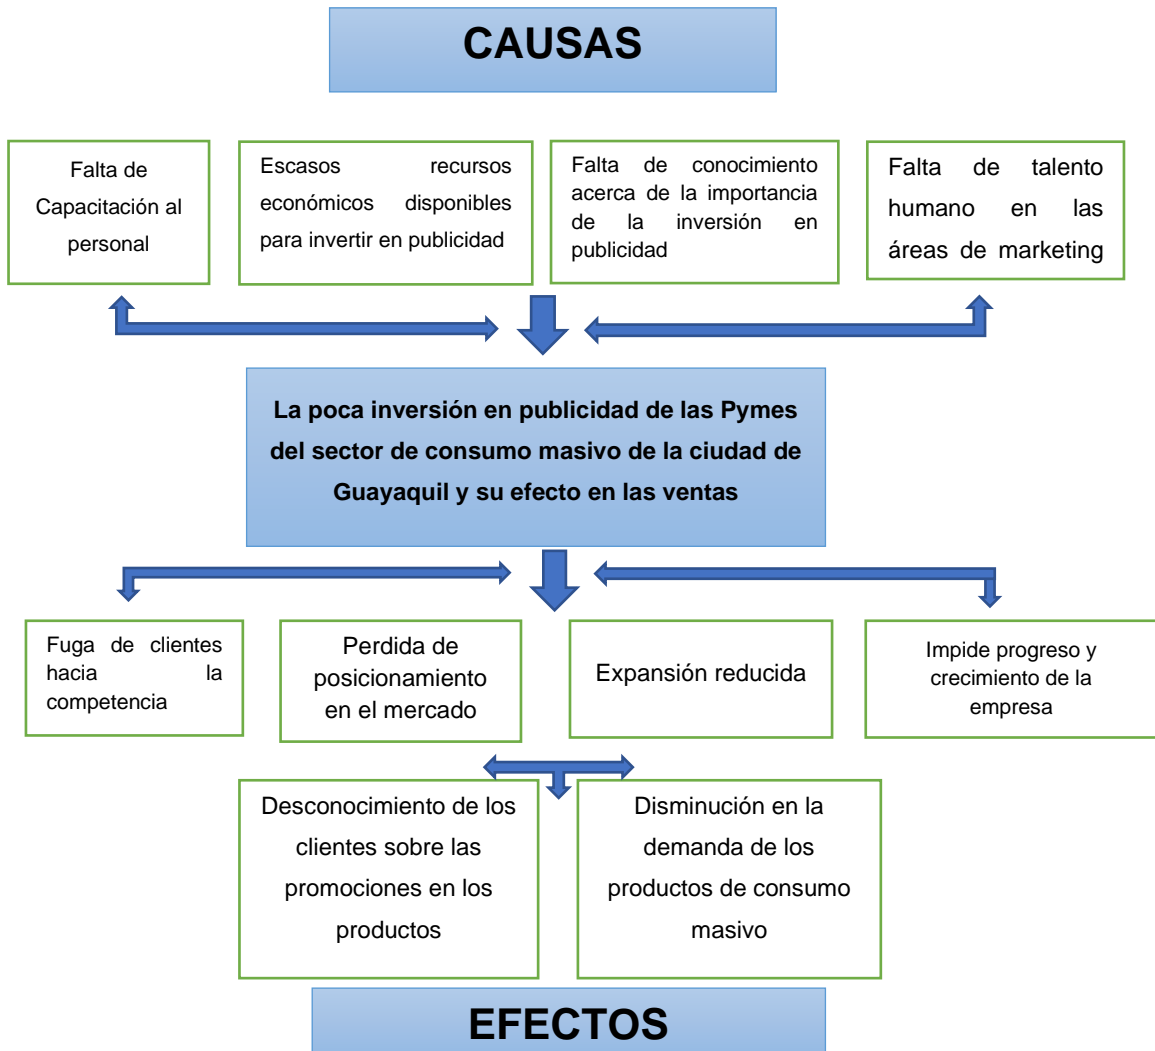 CAUSAS
Falta de
Capacitación al
personal
Escasos recursos
económicos disponibles
para invertir en publicidad
Falta de conocimiento
acerca de la importancia
de la inversión en
publicidad
Falta de talento
humano en las
áreas de marketing
La poca inversión en publicidad de las Pymes
del sector de consumo masivo de la ciudad de
Guayaquil y su efecto en las ventas
Fuga de clientes
hacia la
competencia
Perdida de
posicionamiento
en el mercado
Expansión reducida
Impide progreso y
crecimiento de la
empresa
Desconocimiento de los
clientes sobre las
promociones en los
productos
Disminución en la
demanda de los
productos de consumo
masivo
EFECTOS